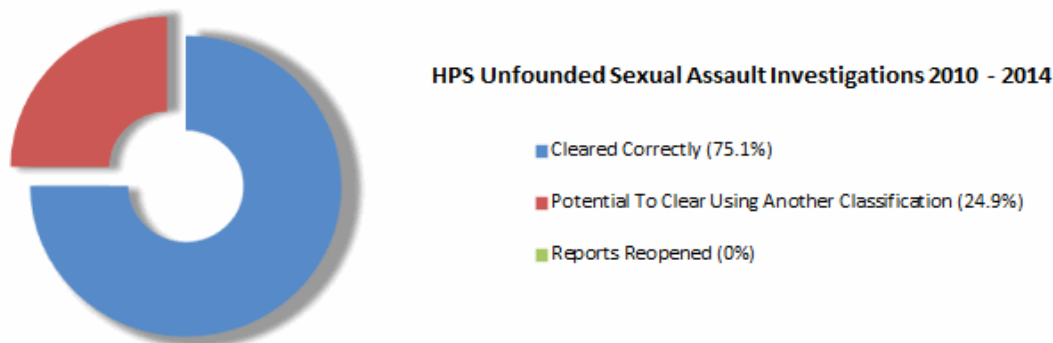 HPS Unfounded Sexual Assault Investigations 2010 - 2014
Cleared Correctly (75.1%)
Potential To Clear Using Another Classification (24.9%)
Reports Reopened (0%)